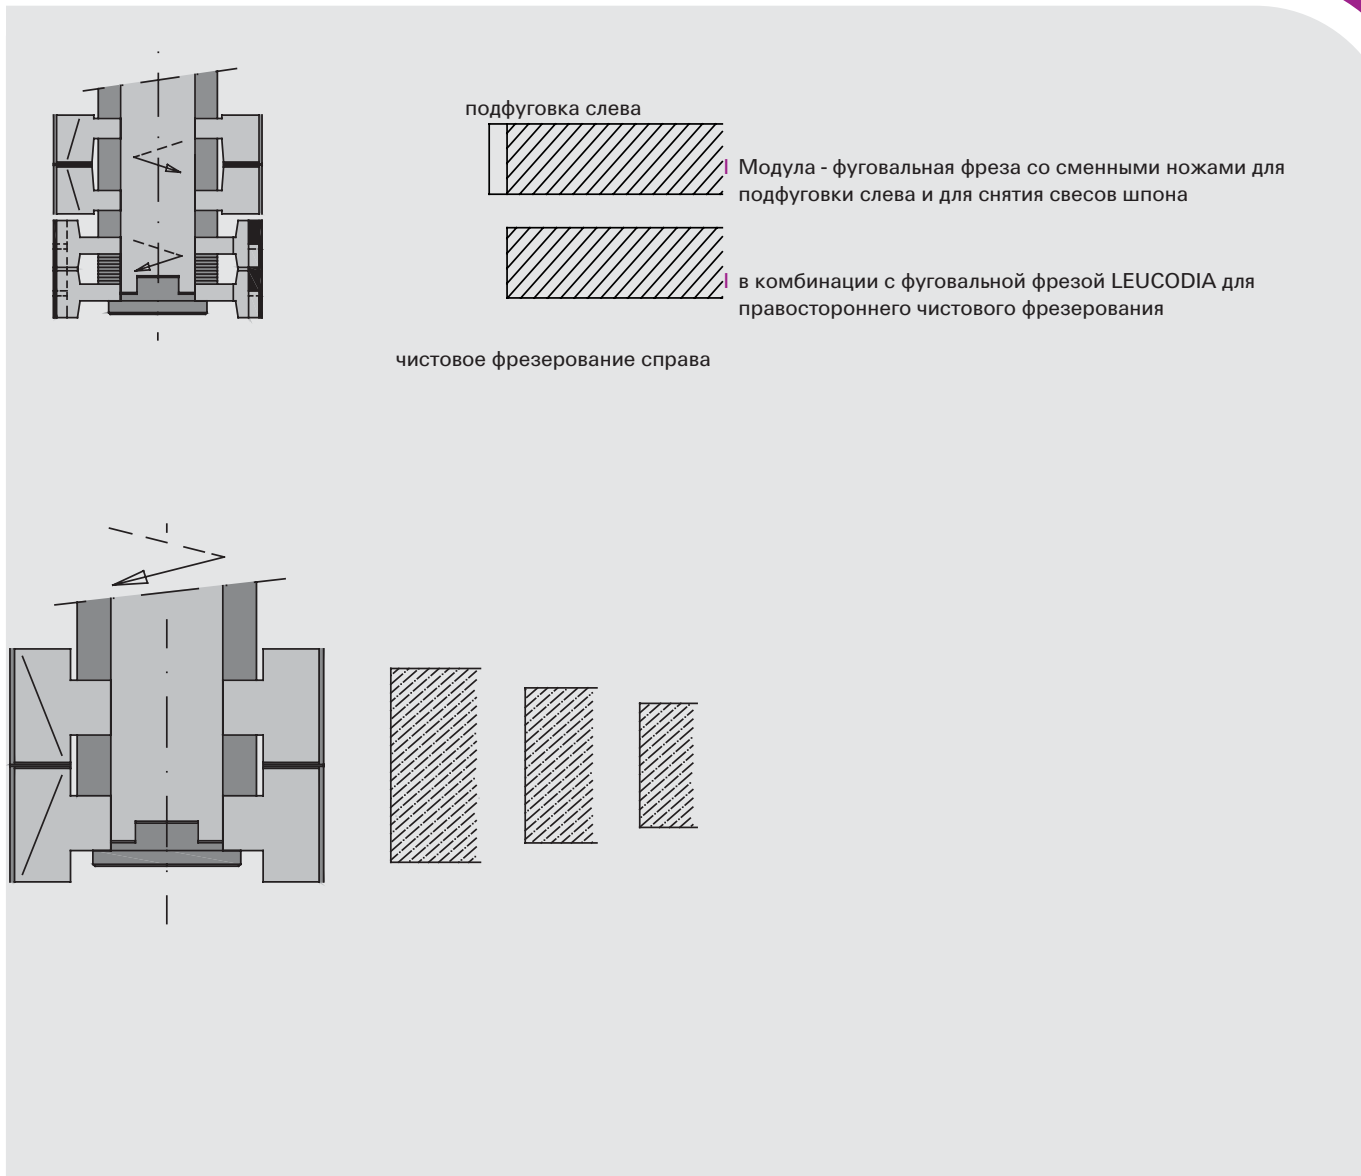 подфуговка слева
Модула - фуговальная фреза со сменными ножами для
подфуговки слева и для снятия свесов шпона
в комбинации с фуговальной фрезой LEUCODIA для
правостороннего чистового фрезерования
чистовое фрезерование справа